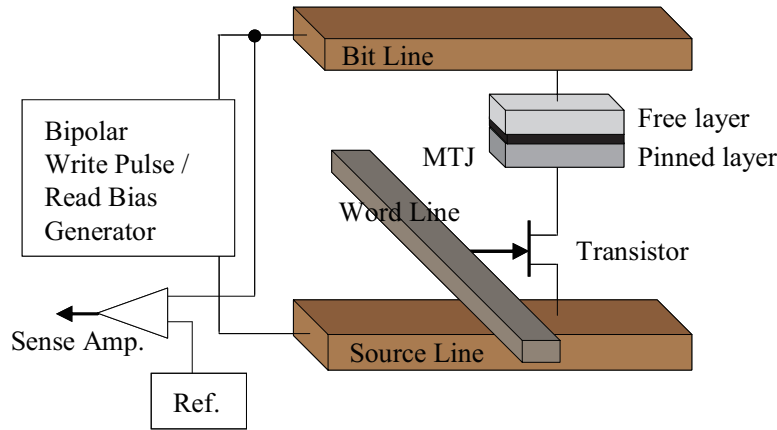 Bit Line
Bipolar
Write Pulse /
Read Bias
Generator
Free layer
MTJ
Pinned layer
Word Line
Transistor
Sense Amp.
Source Line
Ref.